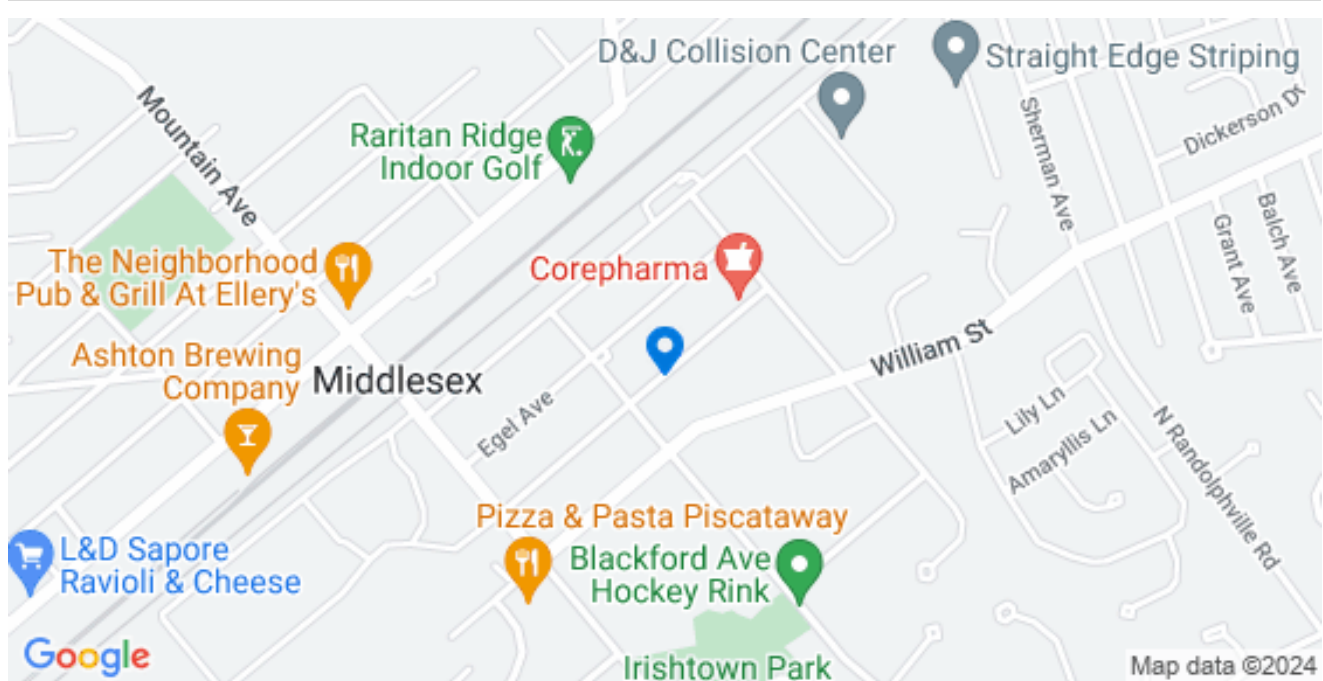 D&J Collision Center
Straight Edge Striping
Mountain Ave
Raritan Ridge
Indoor Golf
Sherman Ave
Dickerson Dr
Balch Ave
Grant Ave
The Neighborhood
Pub & Grill At Ellery's
Corepharma
Ashton Brewing
Company
Middlesex
William St
Egel Ave
Lily Ln
Amaryllis Ln
N Randolphville Rd
Pizza & Pasta Piscataway
L&D Sapore
Ravioli & Cheese
Blackford Ave
Hockey Rink
Google
Irishtown Park
Map data ©2024